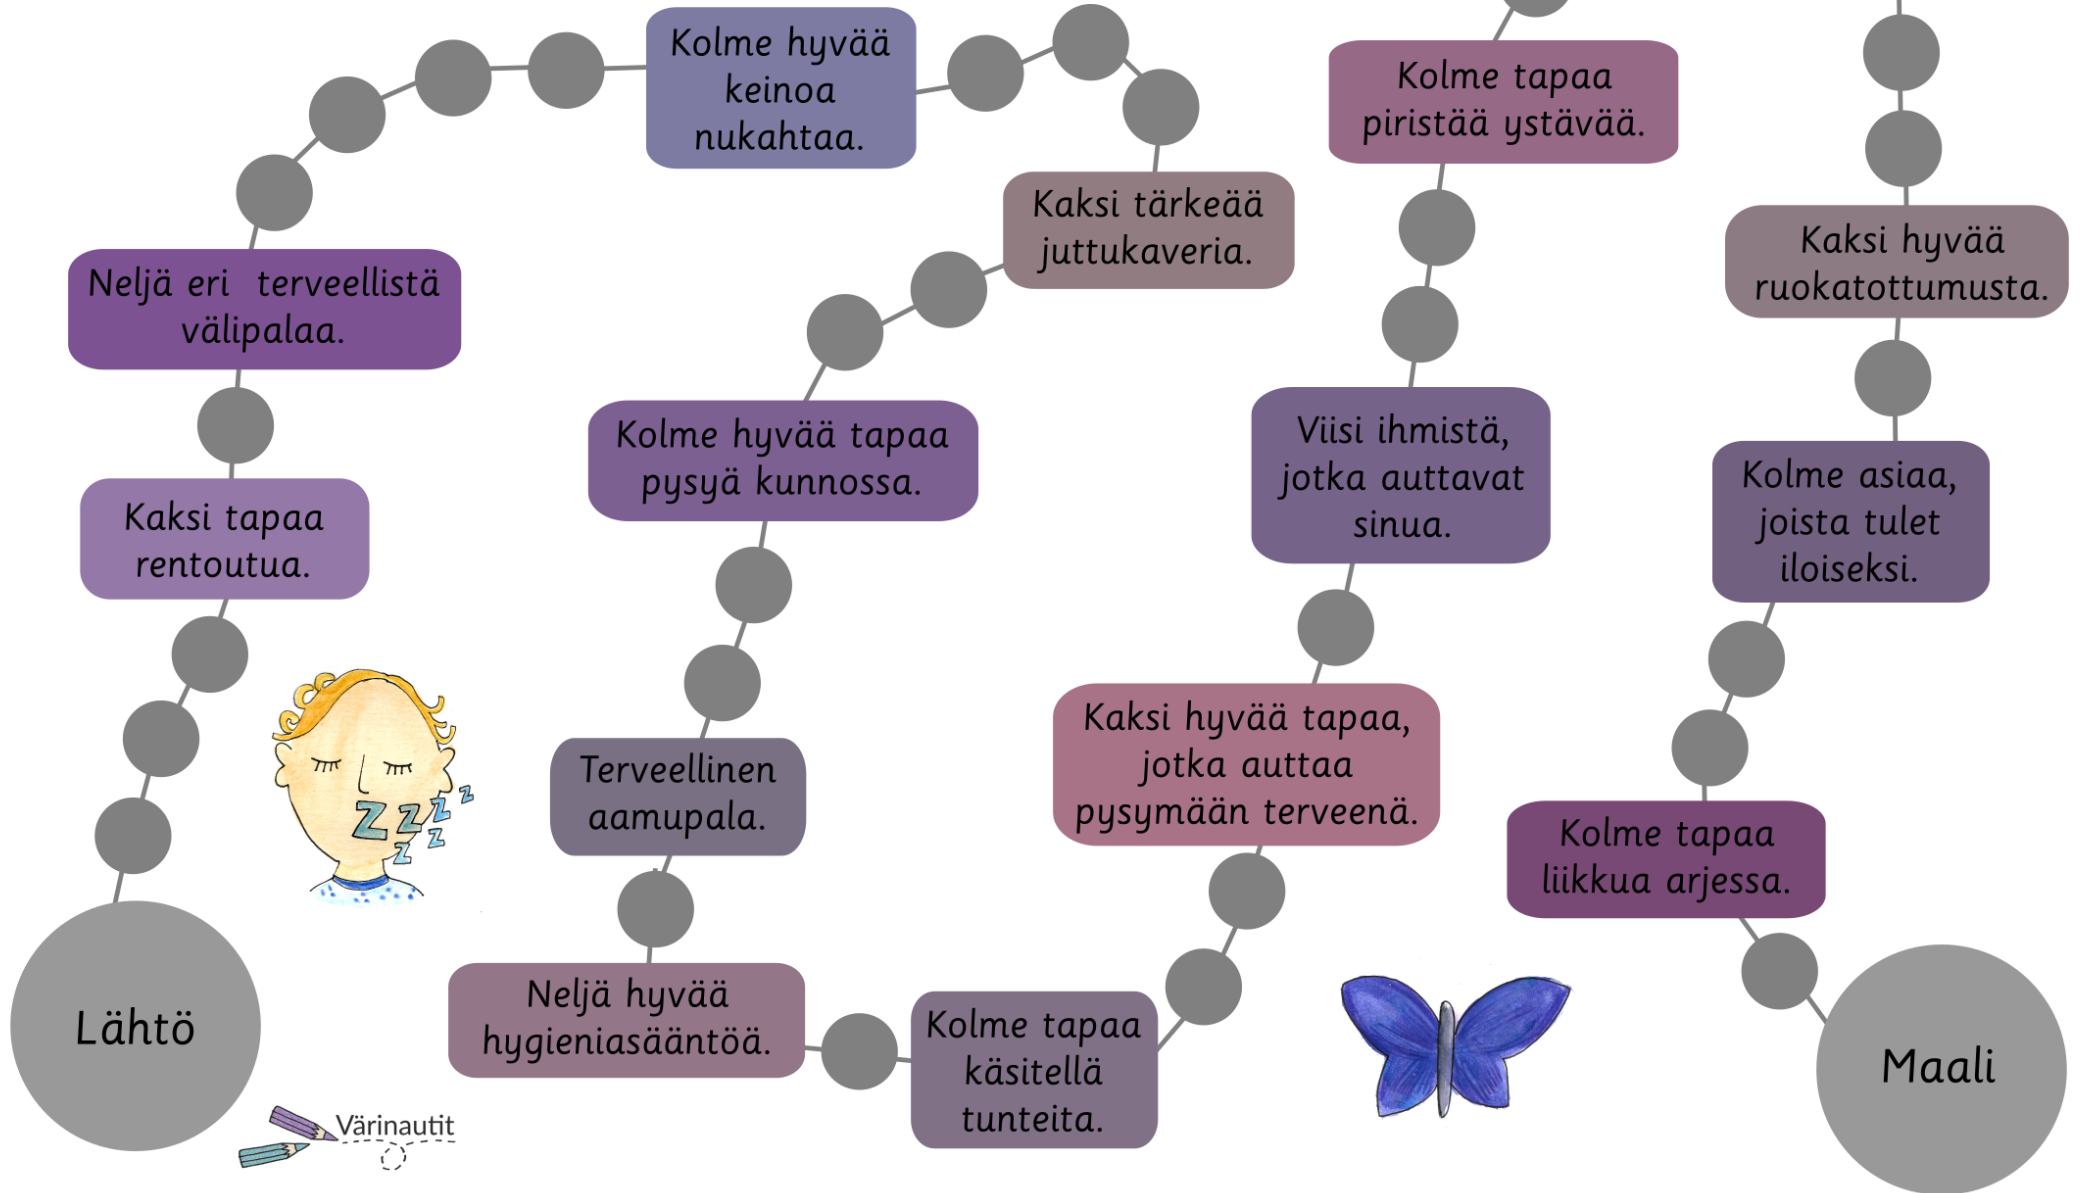 Lähtö
Kaksi tapaa
rentoutua.
Neljä eri terveellistä
välipalaa.
Kolme hyvää
keinoa
nukahtaa.
Kaksi tärkeää
juttukaveria.
Kolme hyvää tapaa
pysyä kunnossa.
Terveellinen
aamupala.
Neljä hyvää
hygieniasääntöä.
Kolme tapaa
käsitellä
tunteita.
Kaksi hyvää tapaa,
jotka auttaa
pysymään terveenä.
Viisi ihmistä,
jotka auttavat
sinua.
Kolme tapaa
piristää ystävää.
Kaksi hyvää
ruokatottumusta.
Kolme asiaa,
joista tulet
iloiseksi.
Kolme tapaa
liikkua arjessa.
Maali
Z Z Z Z Z Z
Värinautit